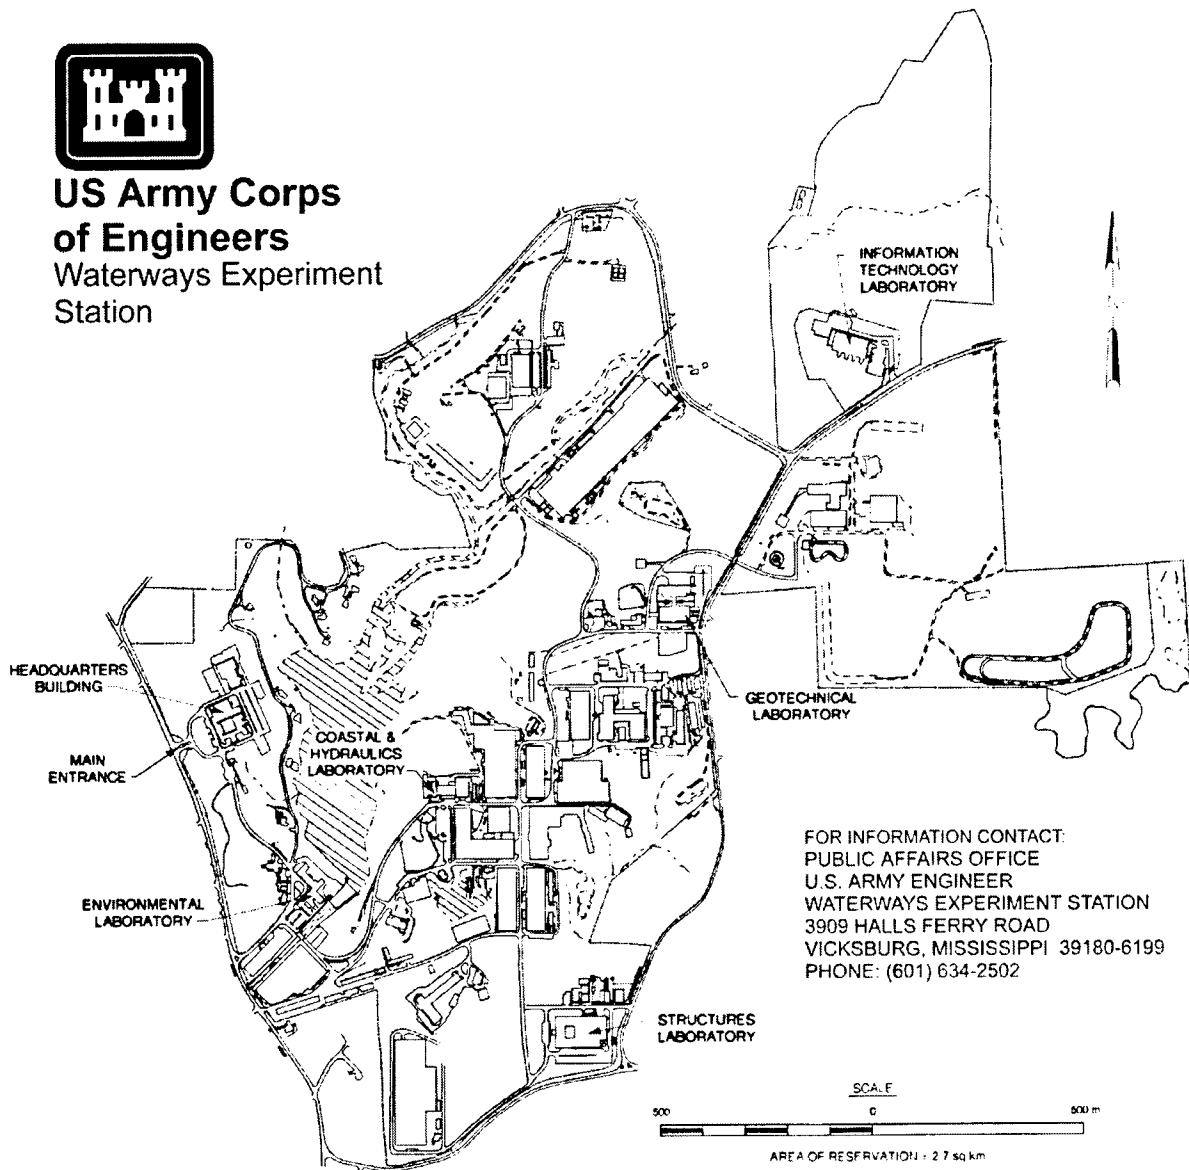 US Army Corps
of Engineers
Waterways Experiment
Station
INFORMATION
TECHNOLOGY
LABORATORY
HEADQUARTERS
BUILDING
MAIN
ENTRANCE
COASTAL &
HYDRAULICS
LABORATORY
GEOTECHNICAL
LABORATORY
ENVIRONMENTAL
LABORATORY
STRUCTURES
LABORATORY
FOR INFORMATION CONTACT:
PUBLIC AFFAIRS OFFICE
U.S. ARMY ENGINEER
WATERWAYS EXPERIMENT STATION
3909 HALLS FERRY ROAD
VICKSBURG, MISSISSIPPI 39180-6199
PHONE: (601) 634-2502
SCALE
500 0 500 m
AREA OF RESERVATION = 2.7 sq km